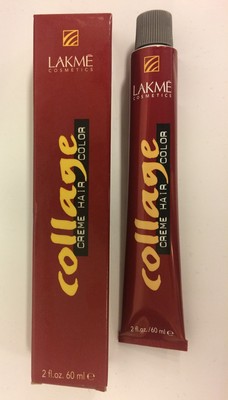 LAKMÉ
COSMETICS
collage
CREME HAIR COLOR
2 fl.oz. 60 ml e
LAKMÉ
COSMETICS
collage
CREME HAIR COLOR
2 fl.oz./60 ml e